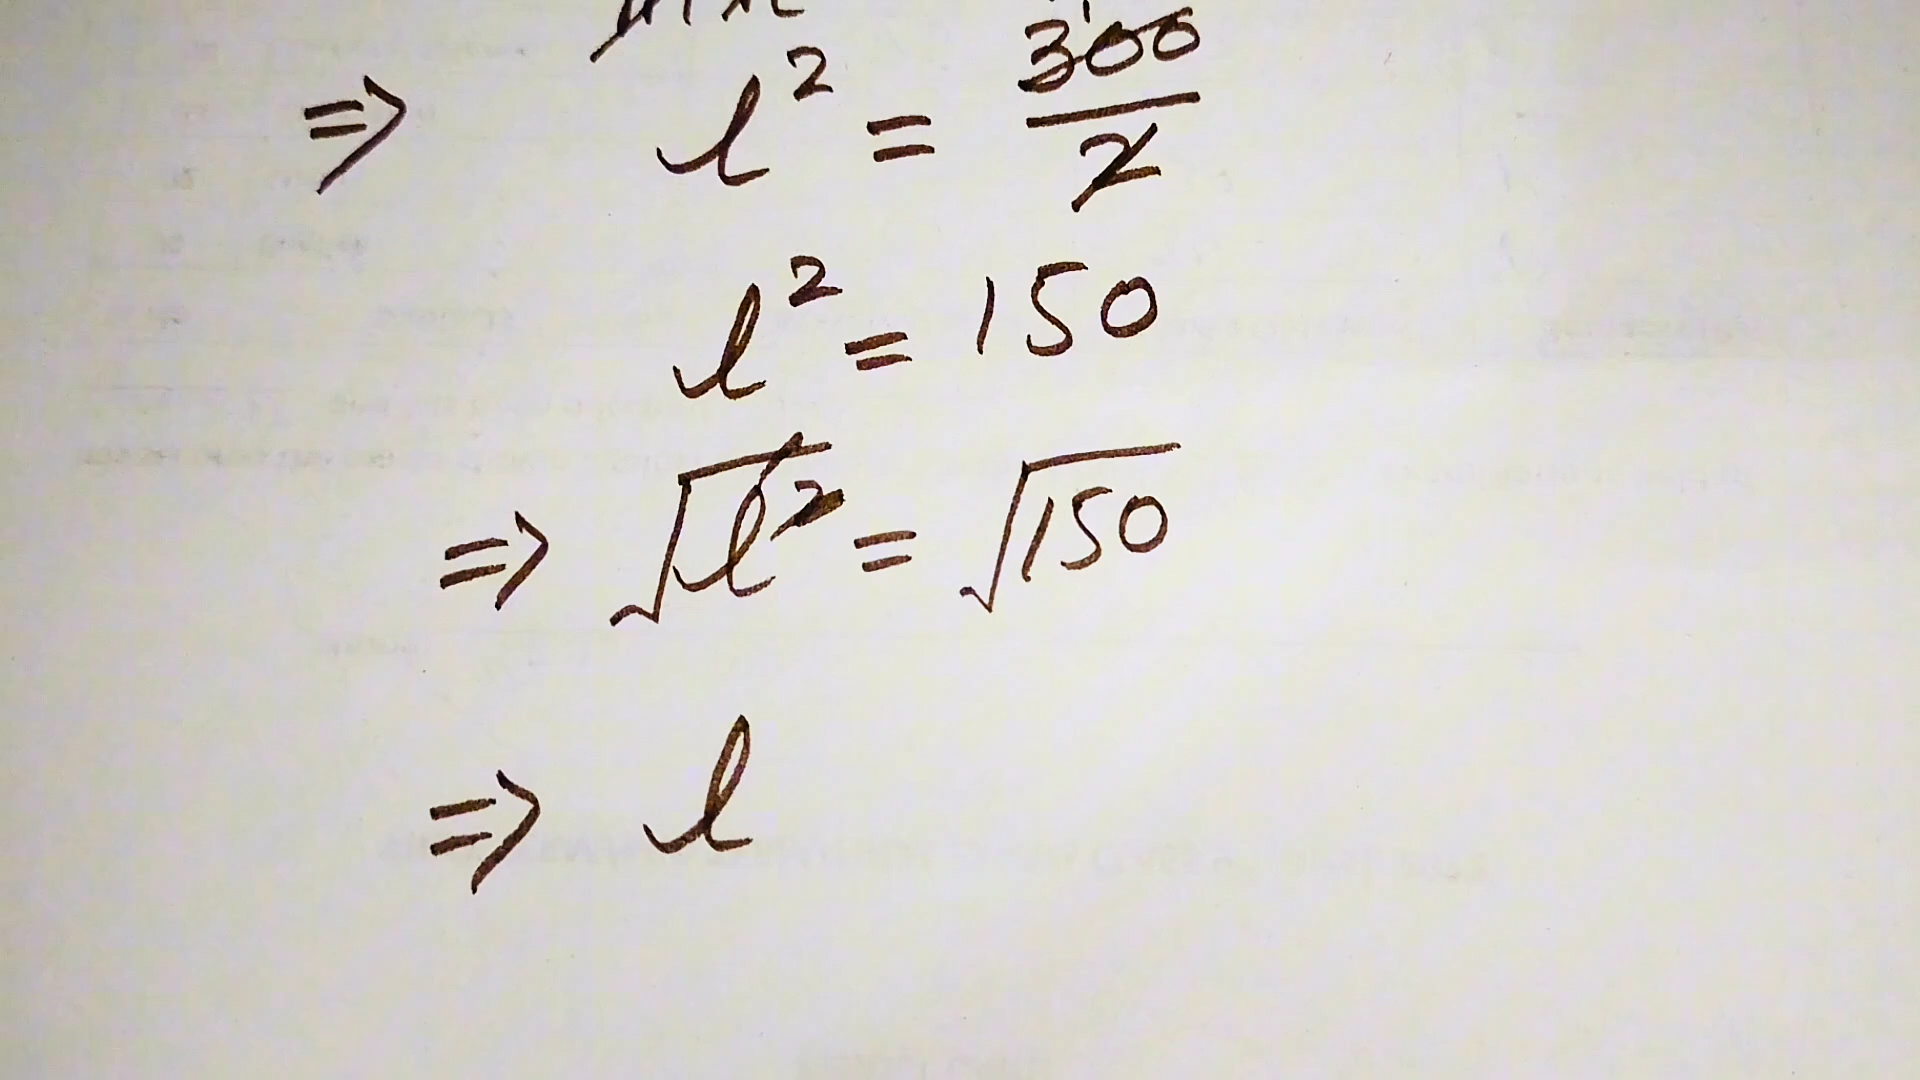 => l² = 300/2
l² = 150
=> √l² = √150
=> l